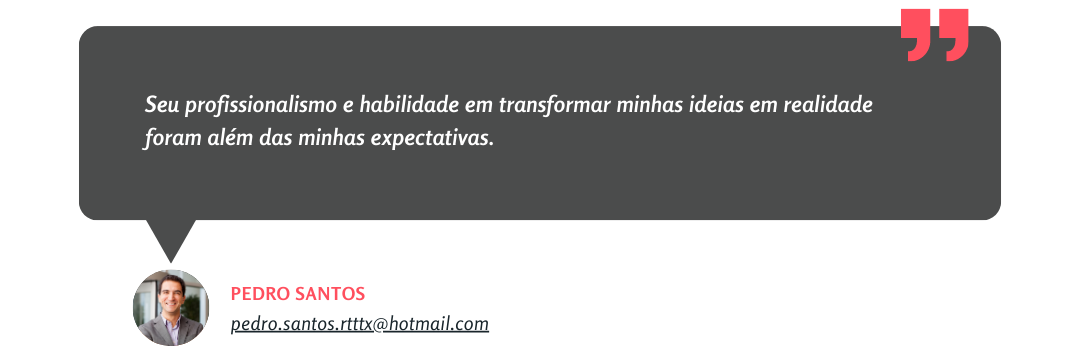 Seu profissionalismo e habilidade em transformar minhas ideias em realidade
foram além das minhas expectativas.
PEDRO SANTOS
pedro.santos.rtttx@hotmail.com